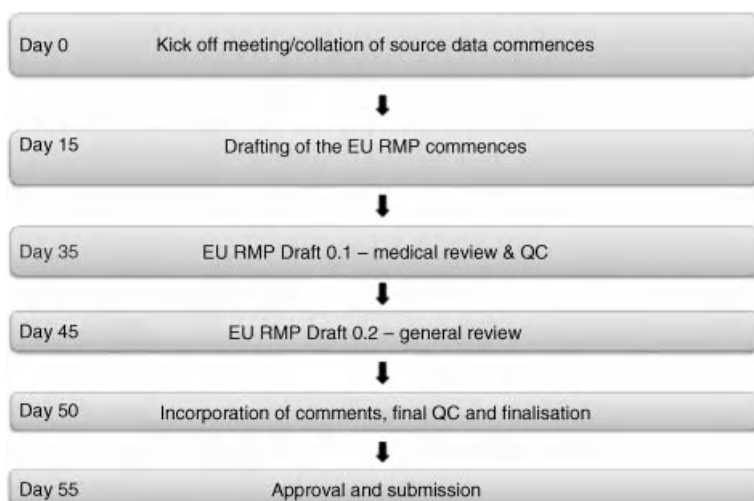 Day 0 Kick off meeting/collation of source data commences
Day 15 Drafting of the EU RMP commences
Day 35 EU RMP Draft 0.1 – medical review & QC
Day 45 EU RMP Draft 0.2 – general review
Day 50 Incorporation of comments, final QC and finalisation
Day 55 Approval and submission